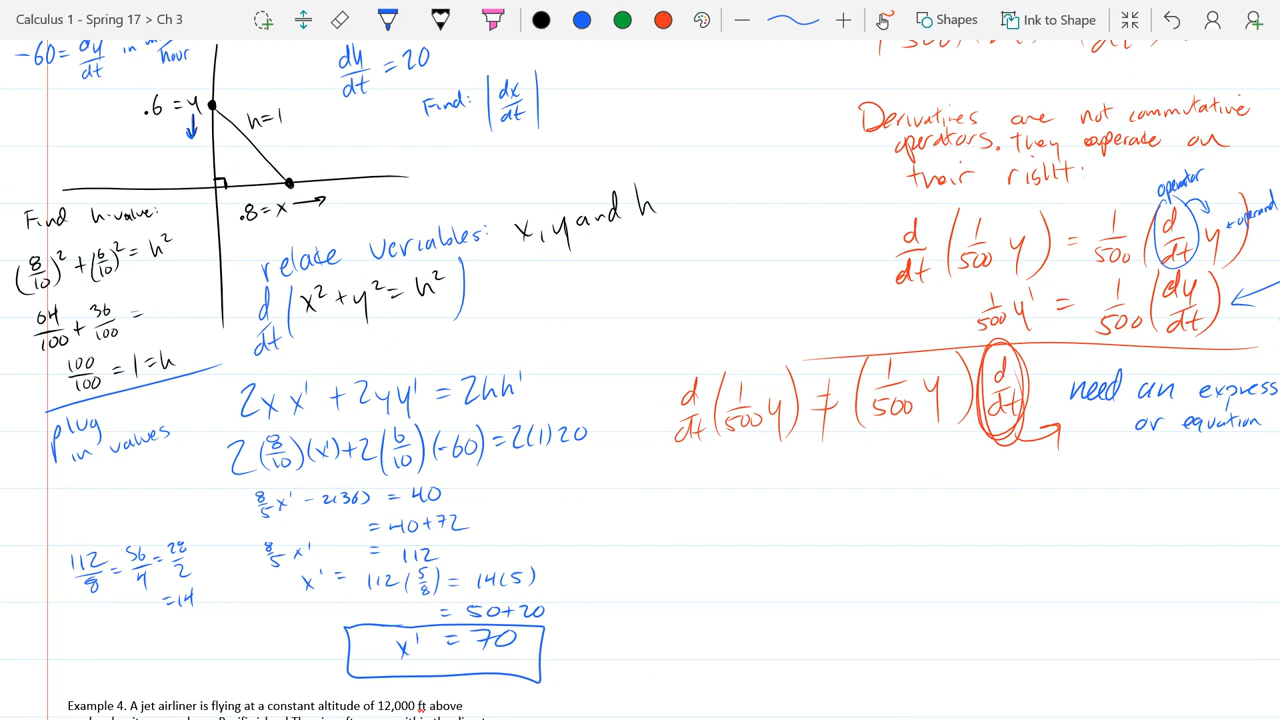 Calculus 1 - Spring 17 > Ch 3
Shapes
Ink to Shape
-60 = dy/dt in hour
dh/dt = 20
Find: |dx/dt|
.6 = y
h=1
.8 = x →
Find h-value:
(8/10)² + (6/10)² = h²
64/100 + 36/100 =
100/100 = 1 = h
relate variables: x, y and h
d/dt (x² + y² = h²)
2xx' + 2yy' = 2hh'
plug
in values
2(8/10)(x') + 2(6/10)(-60) = 2(1)20
8/5 x' - 2(36) = 40
= 40+72
8/5 x' = 112
x' = 112(5/8) = 14(5)
= 50+20
x' = 70
112/8 = 56/4 = 28/2
= 14
Derivatives are not commutative
operators. They operate on
their right:
operator
operand
d/dt (1/500 y) = 1/500 (d/dt y)
1/500 y' = 1/500 (dy/dt)
d/dt (1/500 y) ≠ (1/500 y) (d/dt)
need an express
or equation
Example 4. A jet airliner is flying at a constant altitude of 12,000 ft above